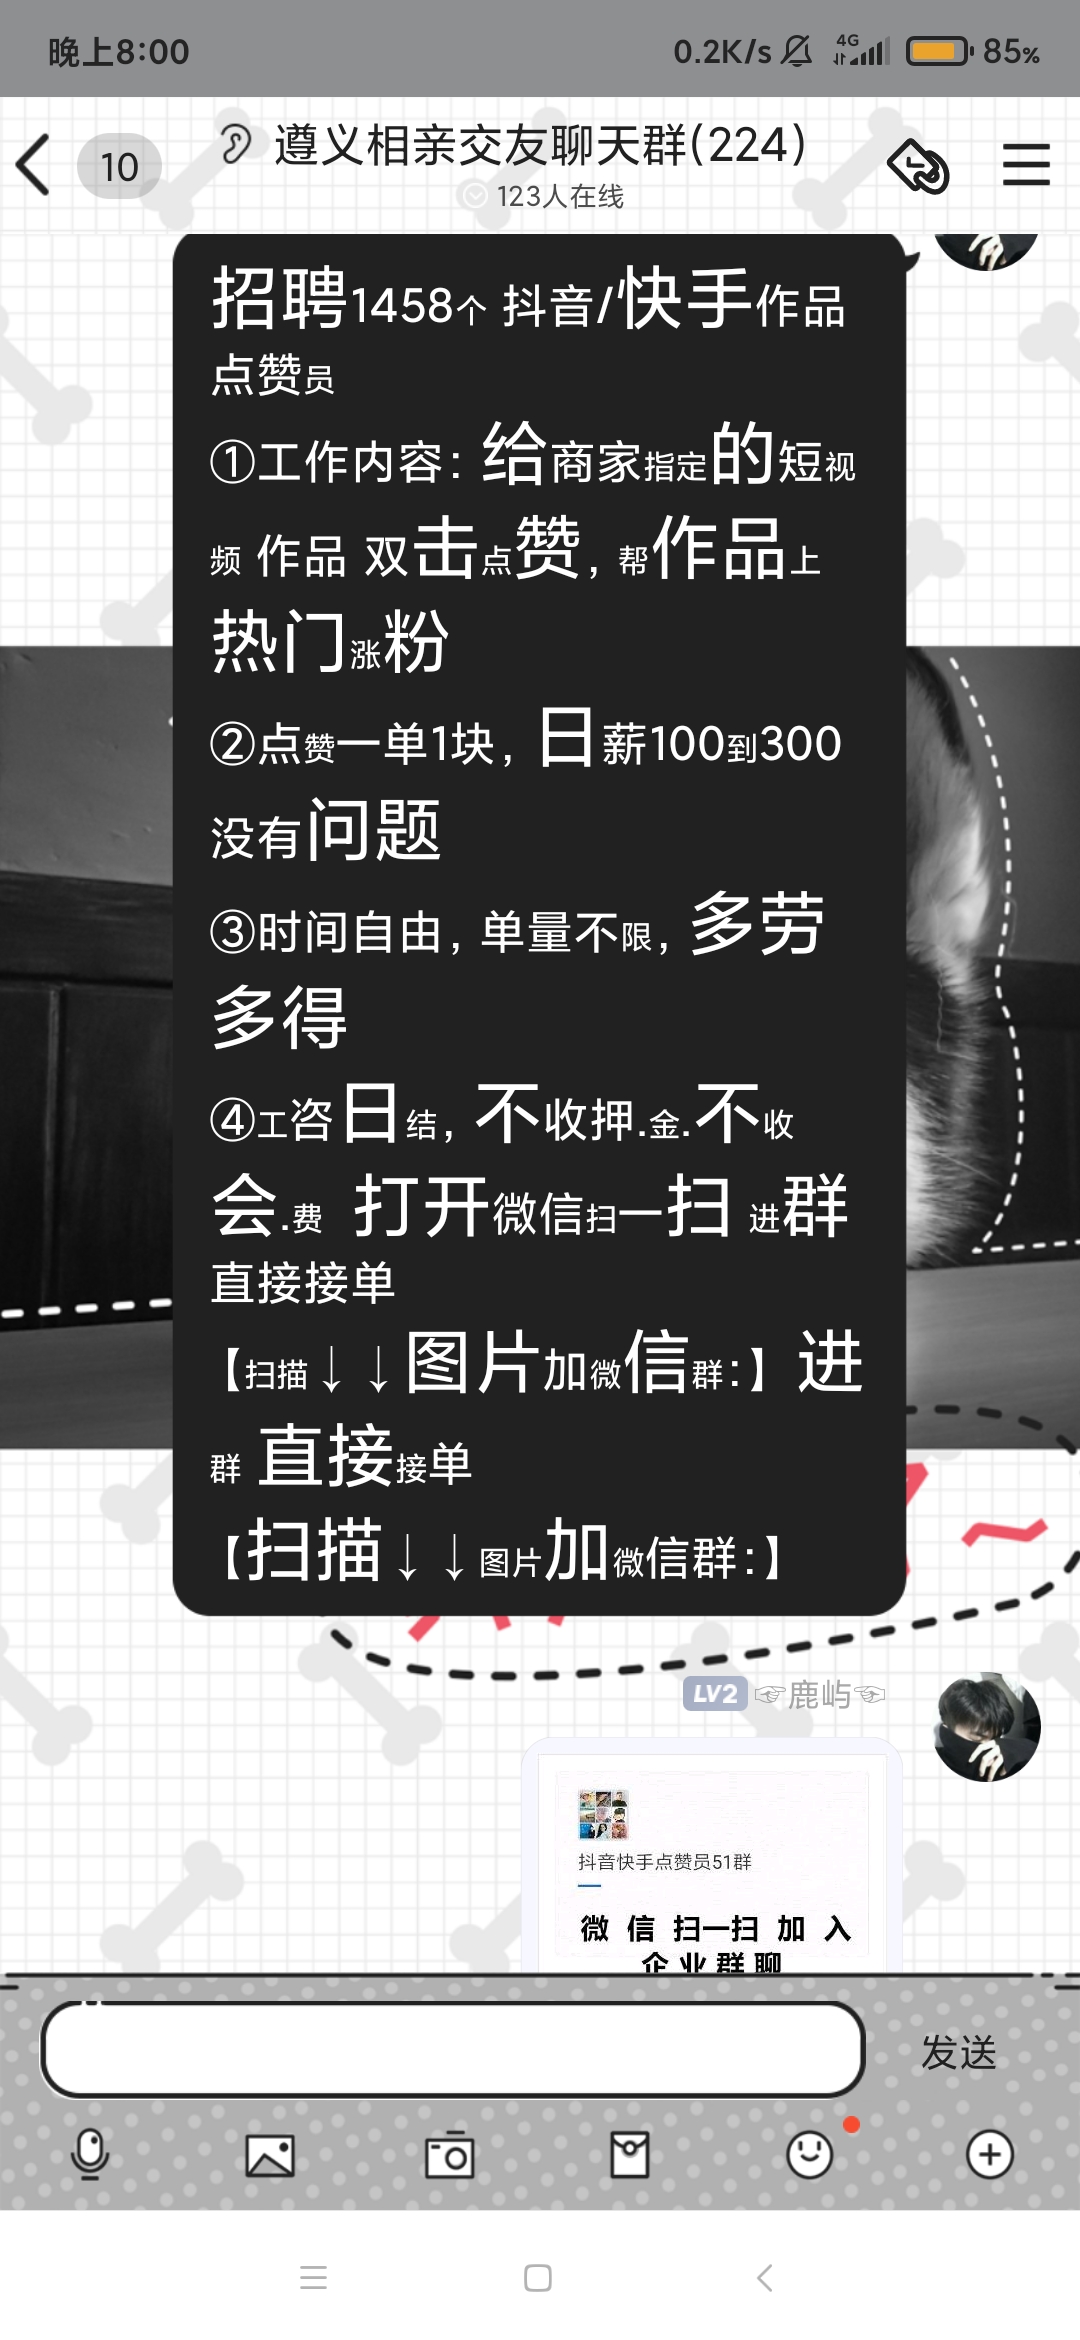 晚上8:00
0.2K/s 4G 85%
10
遵义相亲交友聊天群(224)
123人在线
招聘1458个 抖音/快手作品
点赞员
①工作内容：给商家指定的短视
频 作品 双击点赞，帮作品上
热门涨粉
②点赞一单1块，日薪100到300
没有问题
③时间自由，单量不限，多劳
多得
④工咨日结，不收押.金.不收
会.费 打开微信扫一扫 进群
直接接单
【扫描↓↓图片加微信群：】进
群 直接接单
【扫描↓↓图片加微信群：】
LV2 ☞鹿屿☜
抖音快手点赞员51群
微 信 扫一扫 加 入
企业群聊
发送